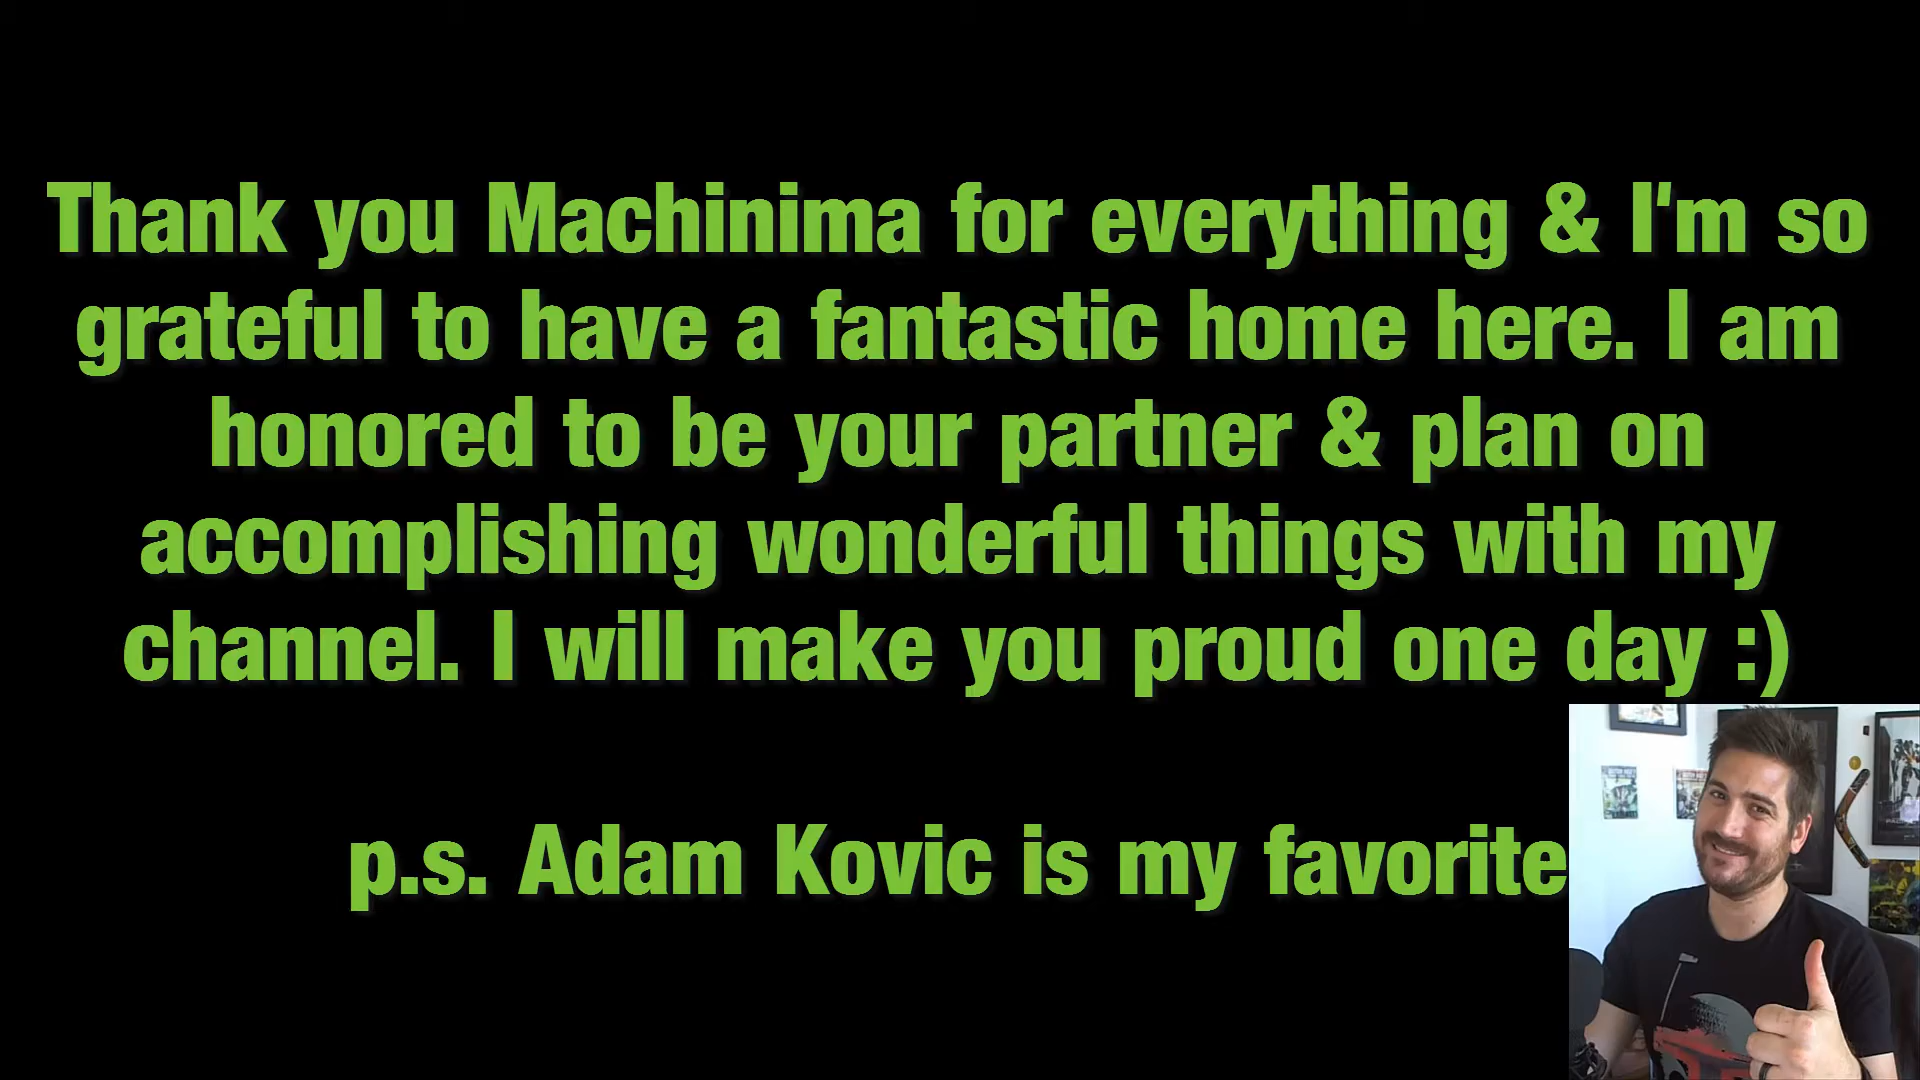 Thank you Machinima for everything & I'm so
grateful to have a fantastic home here. I am
honored to be your partner & plan on
accomplishing wonderful things with my
channel. I will make you proud one day :)
p.s. Adam Kovic is my favorite